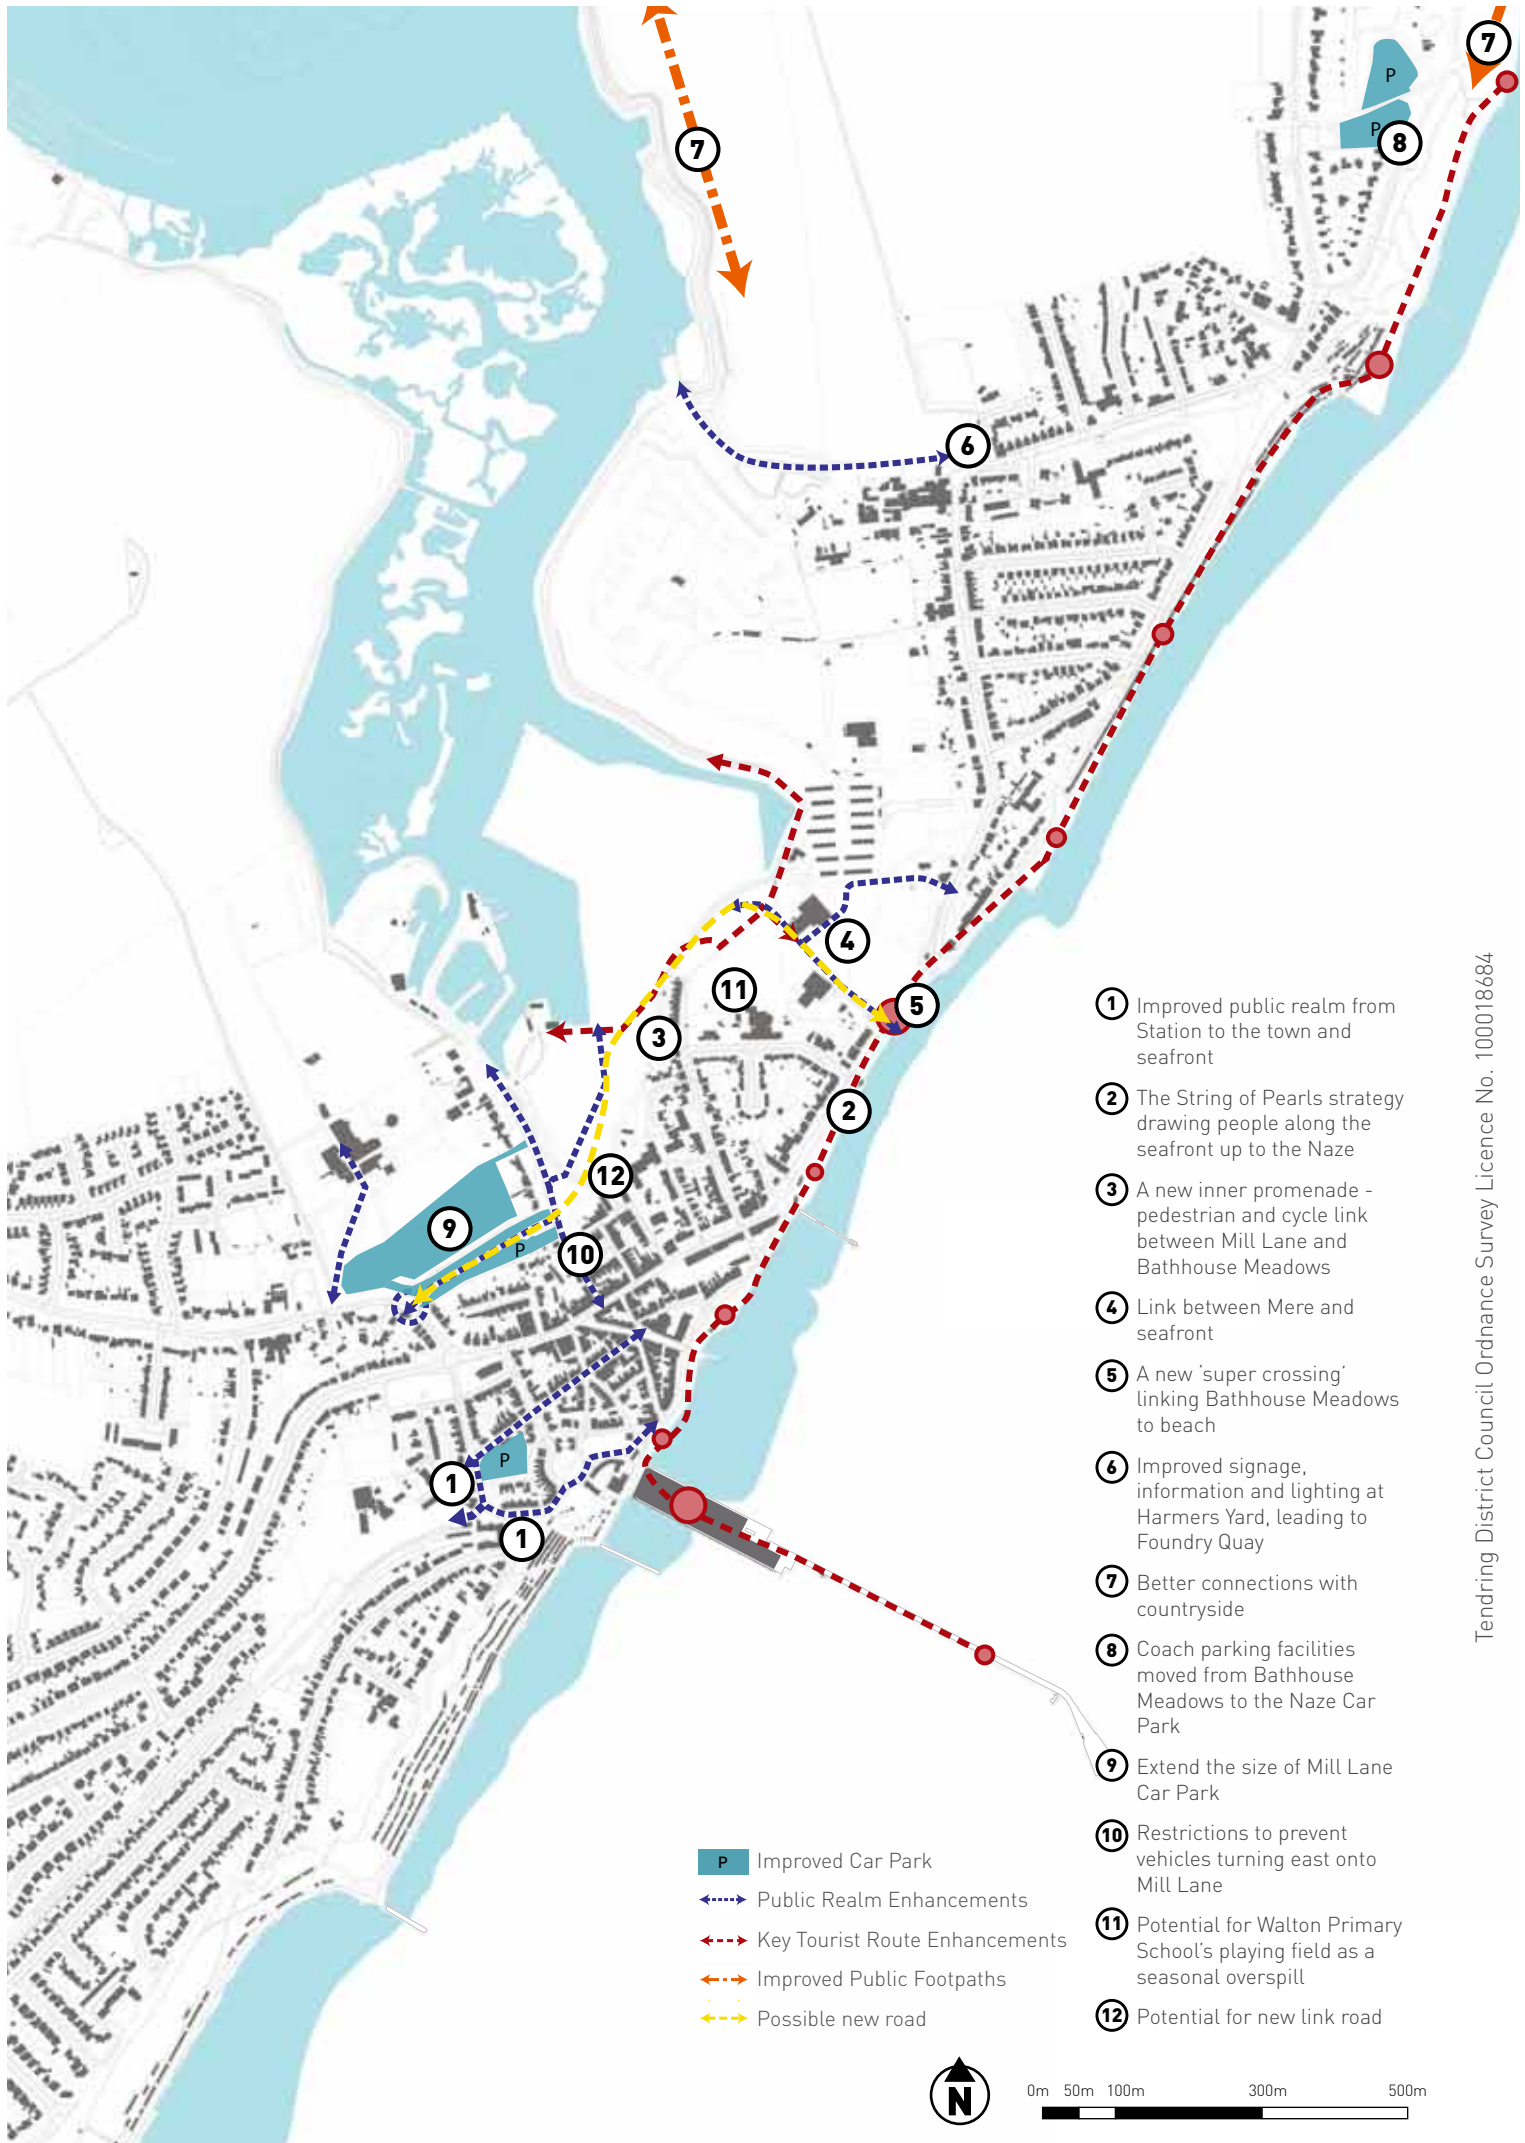 7
P
P
8
7
6
4
11
5
3
2
12
9
P
10
P
1
1
1 Improved public realm from
Station to the town and
seafront
2 The String of Pearls strategy
drawing people along the
seafront up to the Naze
3 A new inner promenade -
pedestrian and cycle link
between Mill Lane and
Bathhouse Meadows
4 Link between Mere and
seafront
5 A new ‘super crossing’
linking Bathhouse Meadows
to beach
6 Improved signage,
information and lighting at
Harmers Yard, leading to
Foundry Quay
7 Better connections with
countryside
8 Coach parking facilities
moved from Bathhouse
Meadows to the Naze Car
Park
9 Extend the size of Mill Lane
Car Park
10 Restrictions to prevent
vehicles turning east onto
Mill Lane
11 Potential for Walton Primary
School's playing field as a
seasonal overspill
12 Potential for new link road
P Improved Car Park
Public Realm Enhancements
Key Tourist Route Enhancements
Improved Public Footpaths
Possible new road
N
0m 50m 100m 300m 500m
Tendring District Council Ordnance Survey Licence No. 100018684